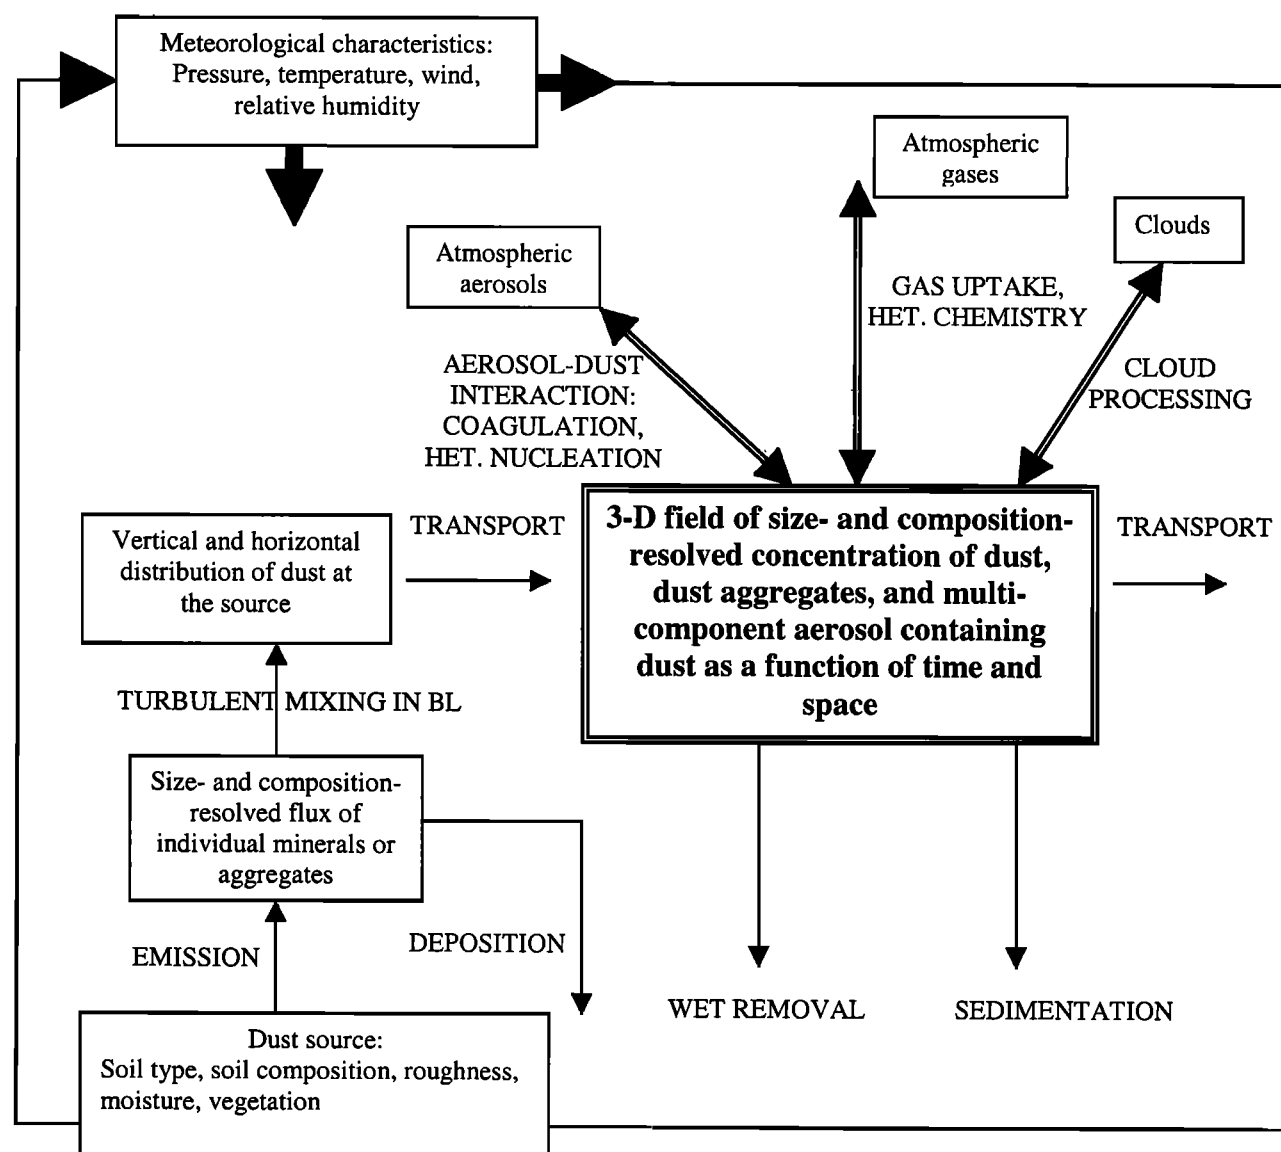 Meteorological characteristics:
Pressure, temperature, wind,
relative humidity
Atmospheric
gases
Clouds
Atmospheric
aerosols
GAS UPTAKE,
HET. CHEMISTRY
AEROSOL-DUST
INTERACTION:
COAGULATION,
HET. NUCLEATION
CLOUD
PROCESSING
Vertical and horizontal
distribution of dust at
the source
TRANSPORT
3-D field of size- and composition-
resolved concentration of dust,
dust aggregates, and multi-
component aerosol containing
dust as a function of time and
space
TRANSPORT
TURBULENT MIXING IN BL
Size- and composition-
resolved flux of
individual minerals or
aggregates
EMISSION
DEPOSITION
WET REMOVAL
SEDIMENTATION
Dust source:
Soil type, soil composition, roughness,
moisture, vegetation